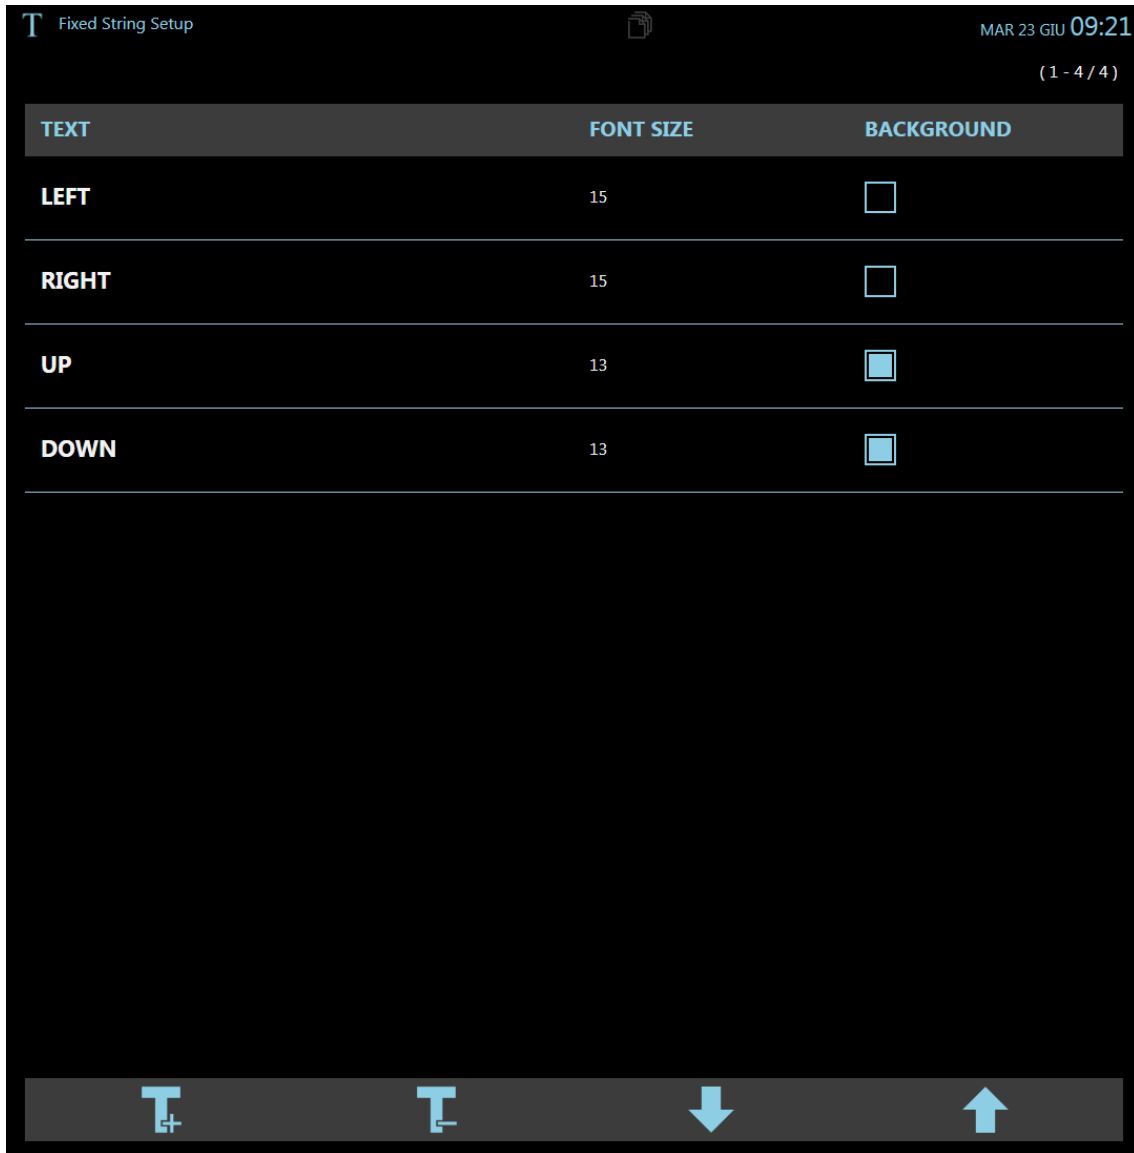 T Fixed String Setup MAR 23 GIU 09:21
( 1 - 4 / 4 )
TEXT FONT SIZE BACKGROUND
LEFT 15
RIGHT 15
UP 13
DOWN 13
T+ T-